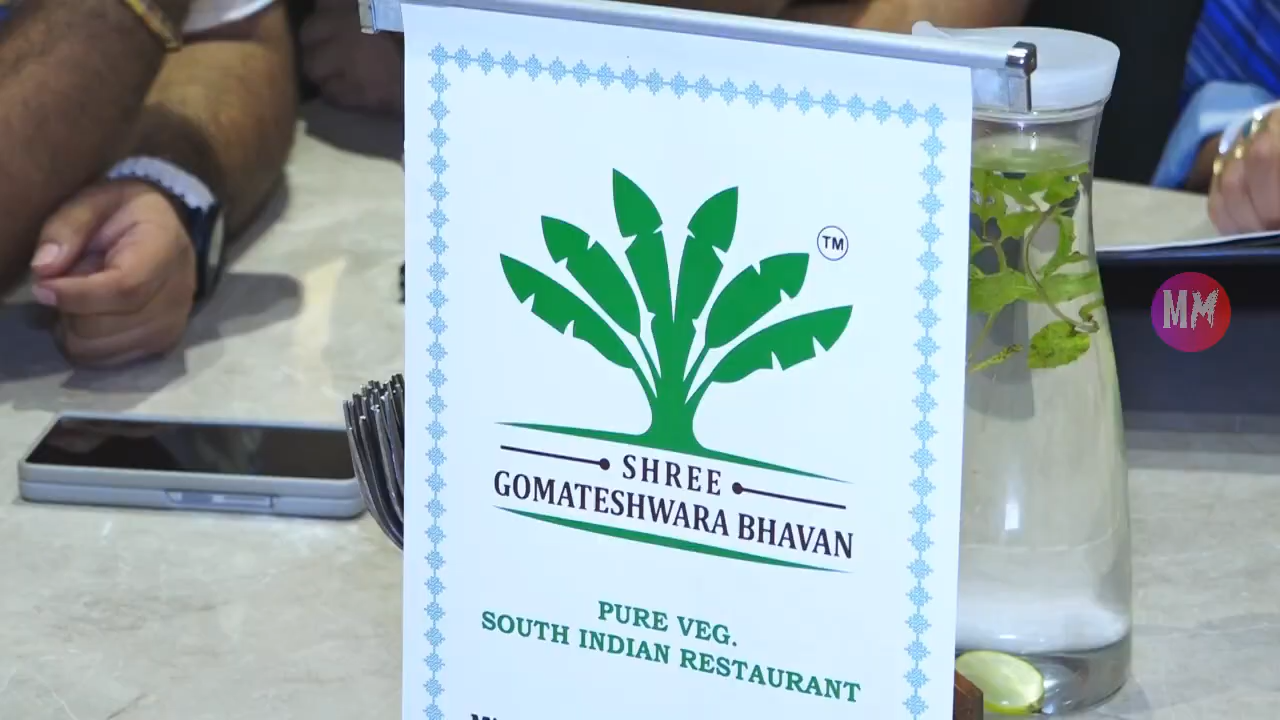 TM
SHREE
GOMATESHWARA BHAVAN
PURE VEG.
SOUTH INDIAN RESTAURANT
MM